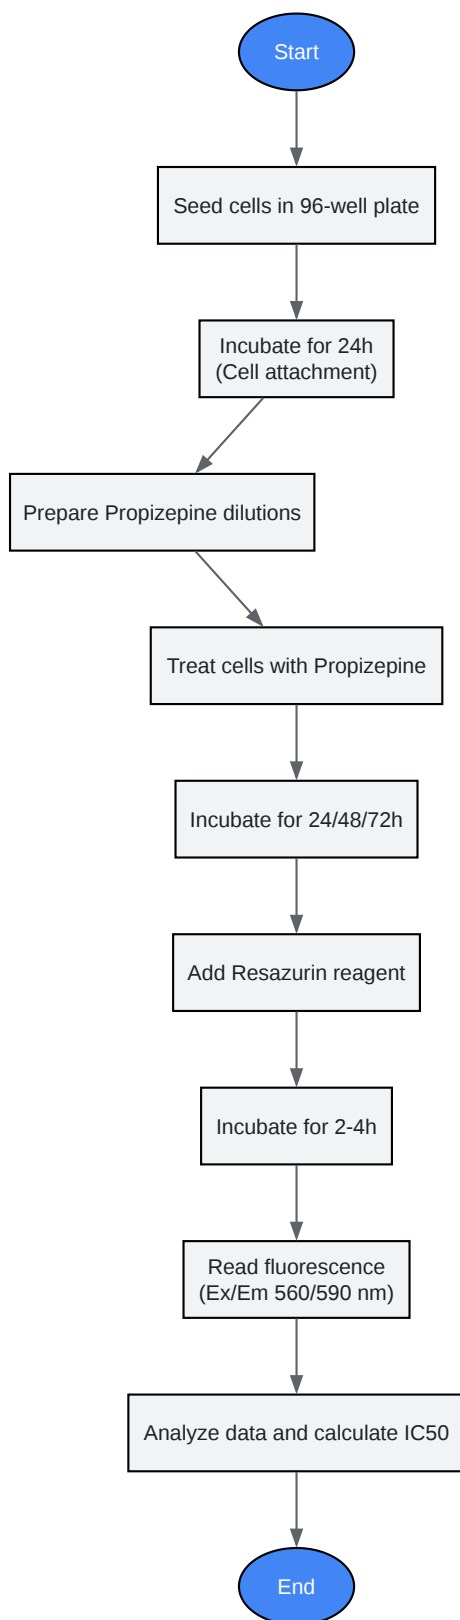 Start
Seed cells in 96-well plate
Incubate for 24h
(Cell attachment)
Prepare Propizepine dilutions
Treat cells with Propizepine
Incubate for 24/48/72h
Add Resazurin reagent
Incubate for 2-4h
Read fluorescence
(Ex/Em 560/590 nm)
Analyze data and calculate IC50
End